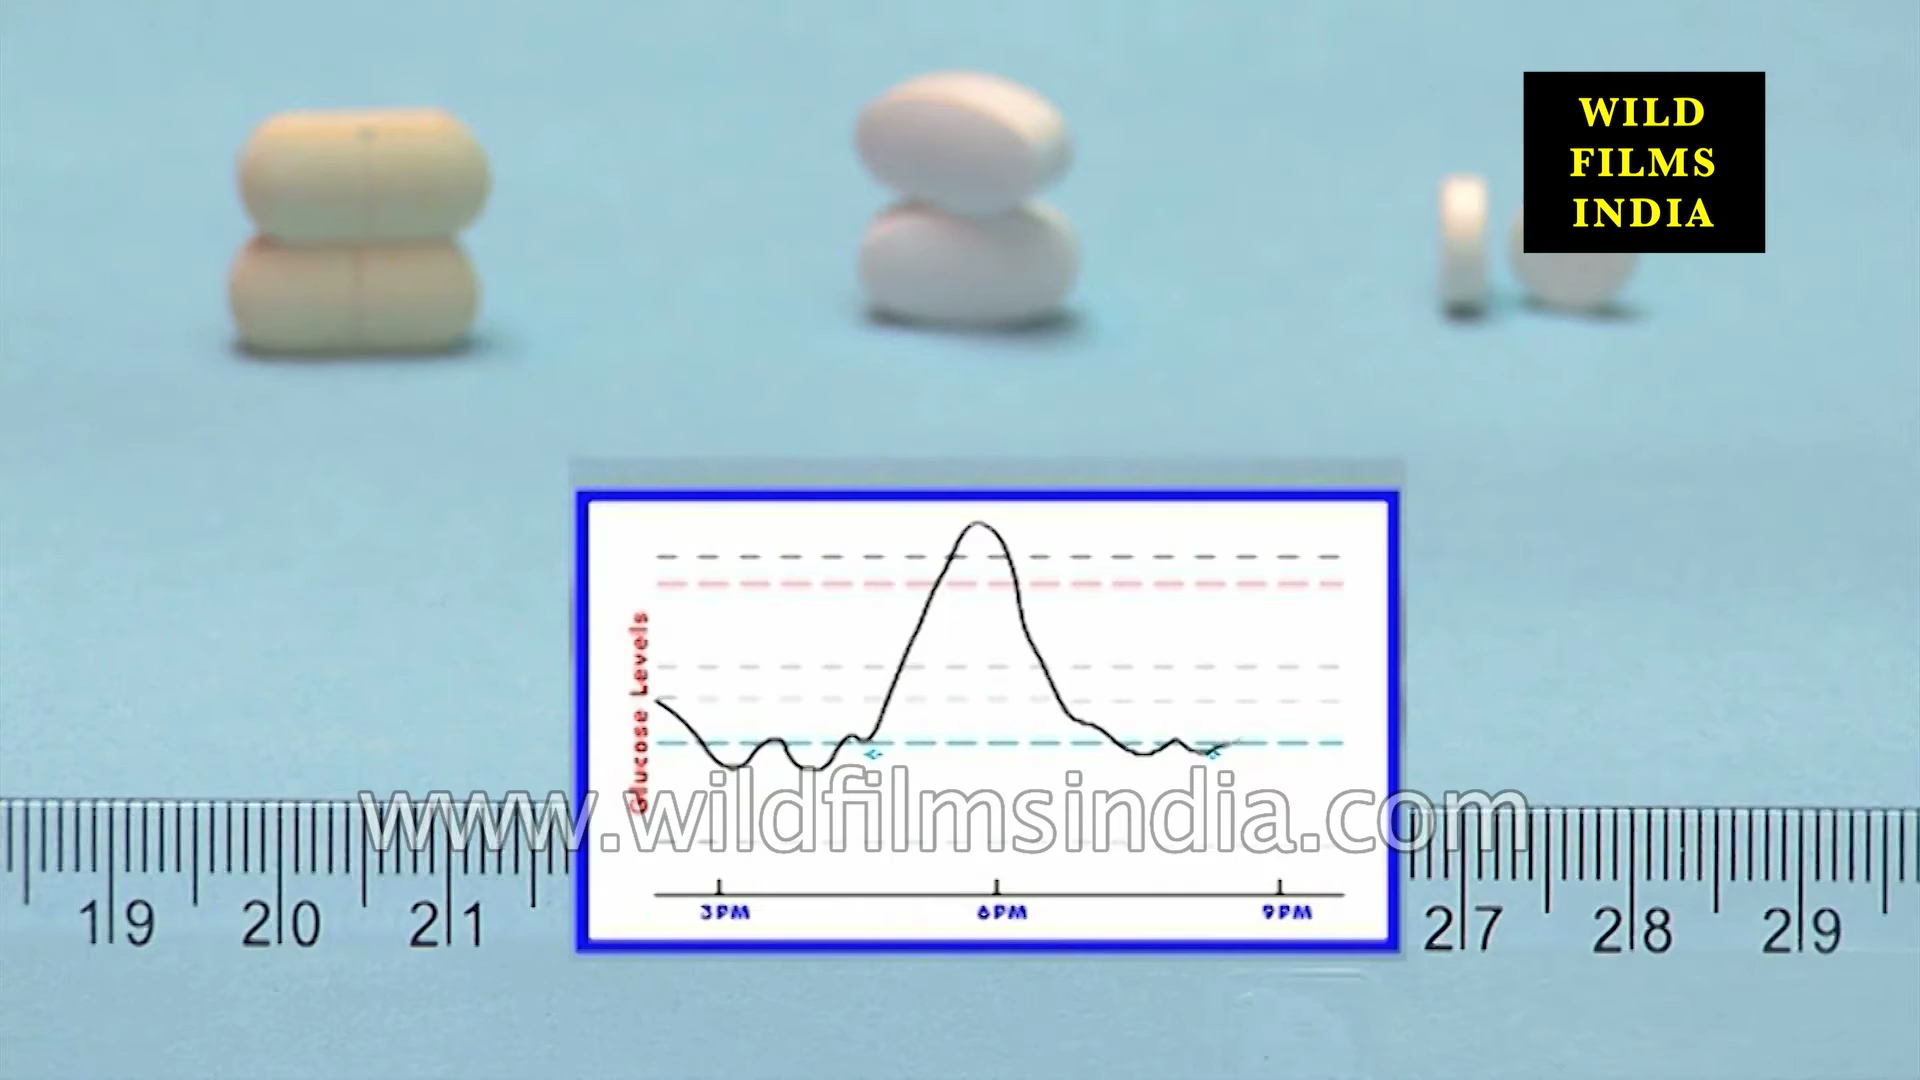 WILD
FILMS
INDIA
Glucose Levels
www.wildfilmsindia.com
19 20 21 27 28 29
3PM 6PM 9PM